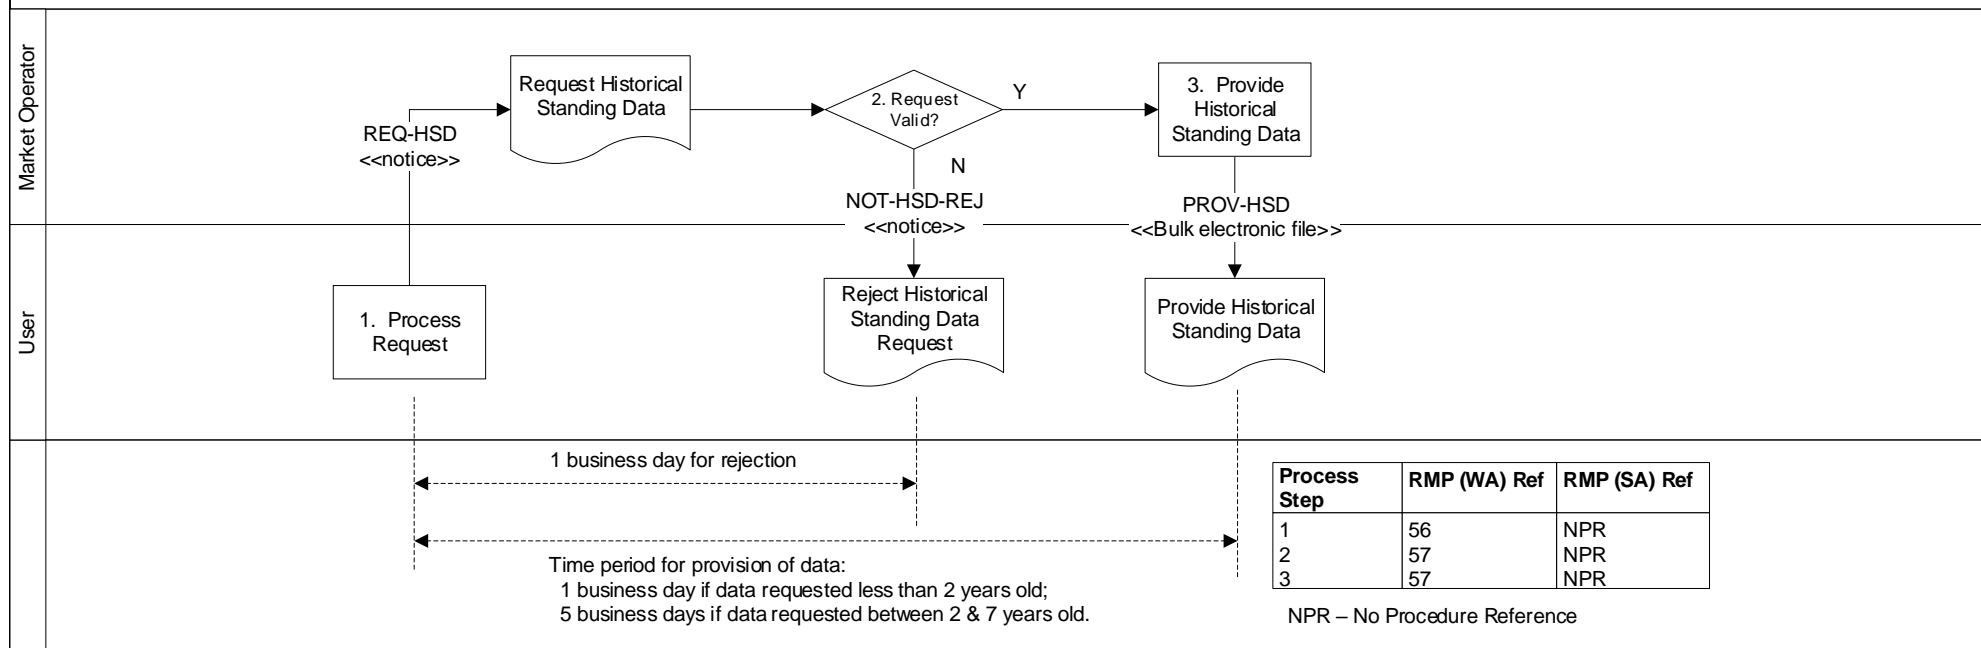 Market Operator
Request Historical
Standing Data
2. Request
Valid?
Y
3. Provide
Historical
Standing Data
REQ-HSD
<<notice>>
N
NOT-HSD-REJ
<<notice>>
PROV-HSD
<<Bulk electronic file>>
User
1. Process
Request
Reject Historical
Standing Data
Request
Provide Historical
Standing Data
1 business day for rejection
Time period for provision of data:
1 business day if data requested less than 2 years old;
5 business days if data requested between 2 & 7 years old.
Process Step RMP (WA) Ref RMP (SA) Ref
1 56 NPR
2 57 NPR
3 57 NPR
NPR – No Procedure Reference